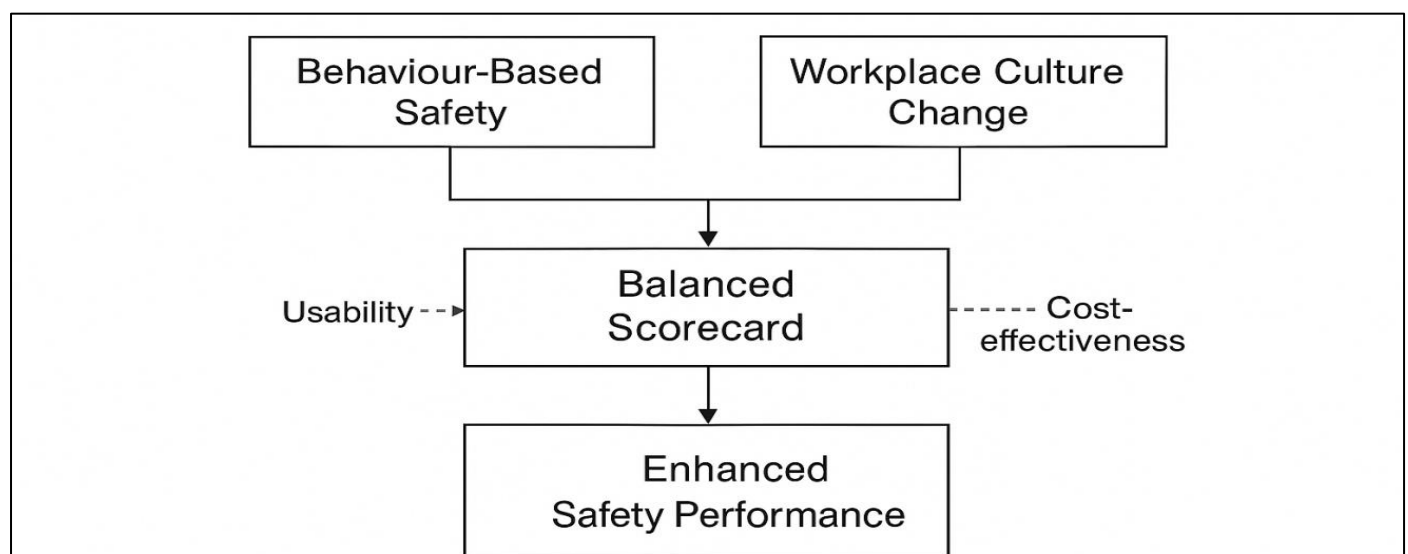 Behaviour-Based
Safety
Workplace Culture
Change
Balanced
Scorecard
Usability
Cost-
effectiveness
Enhanced
Safety Performance